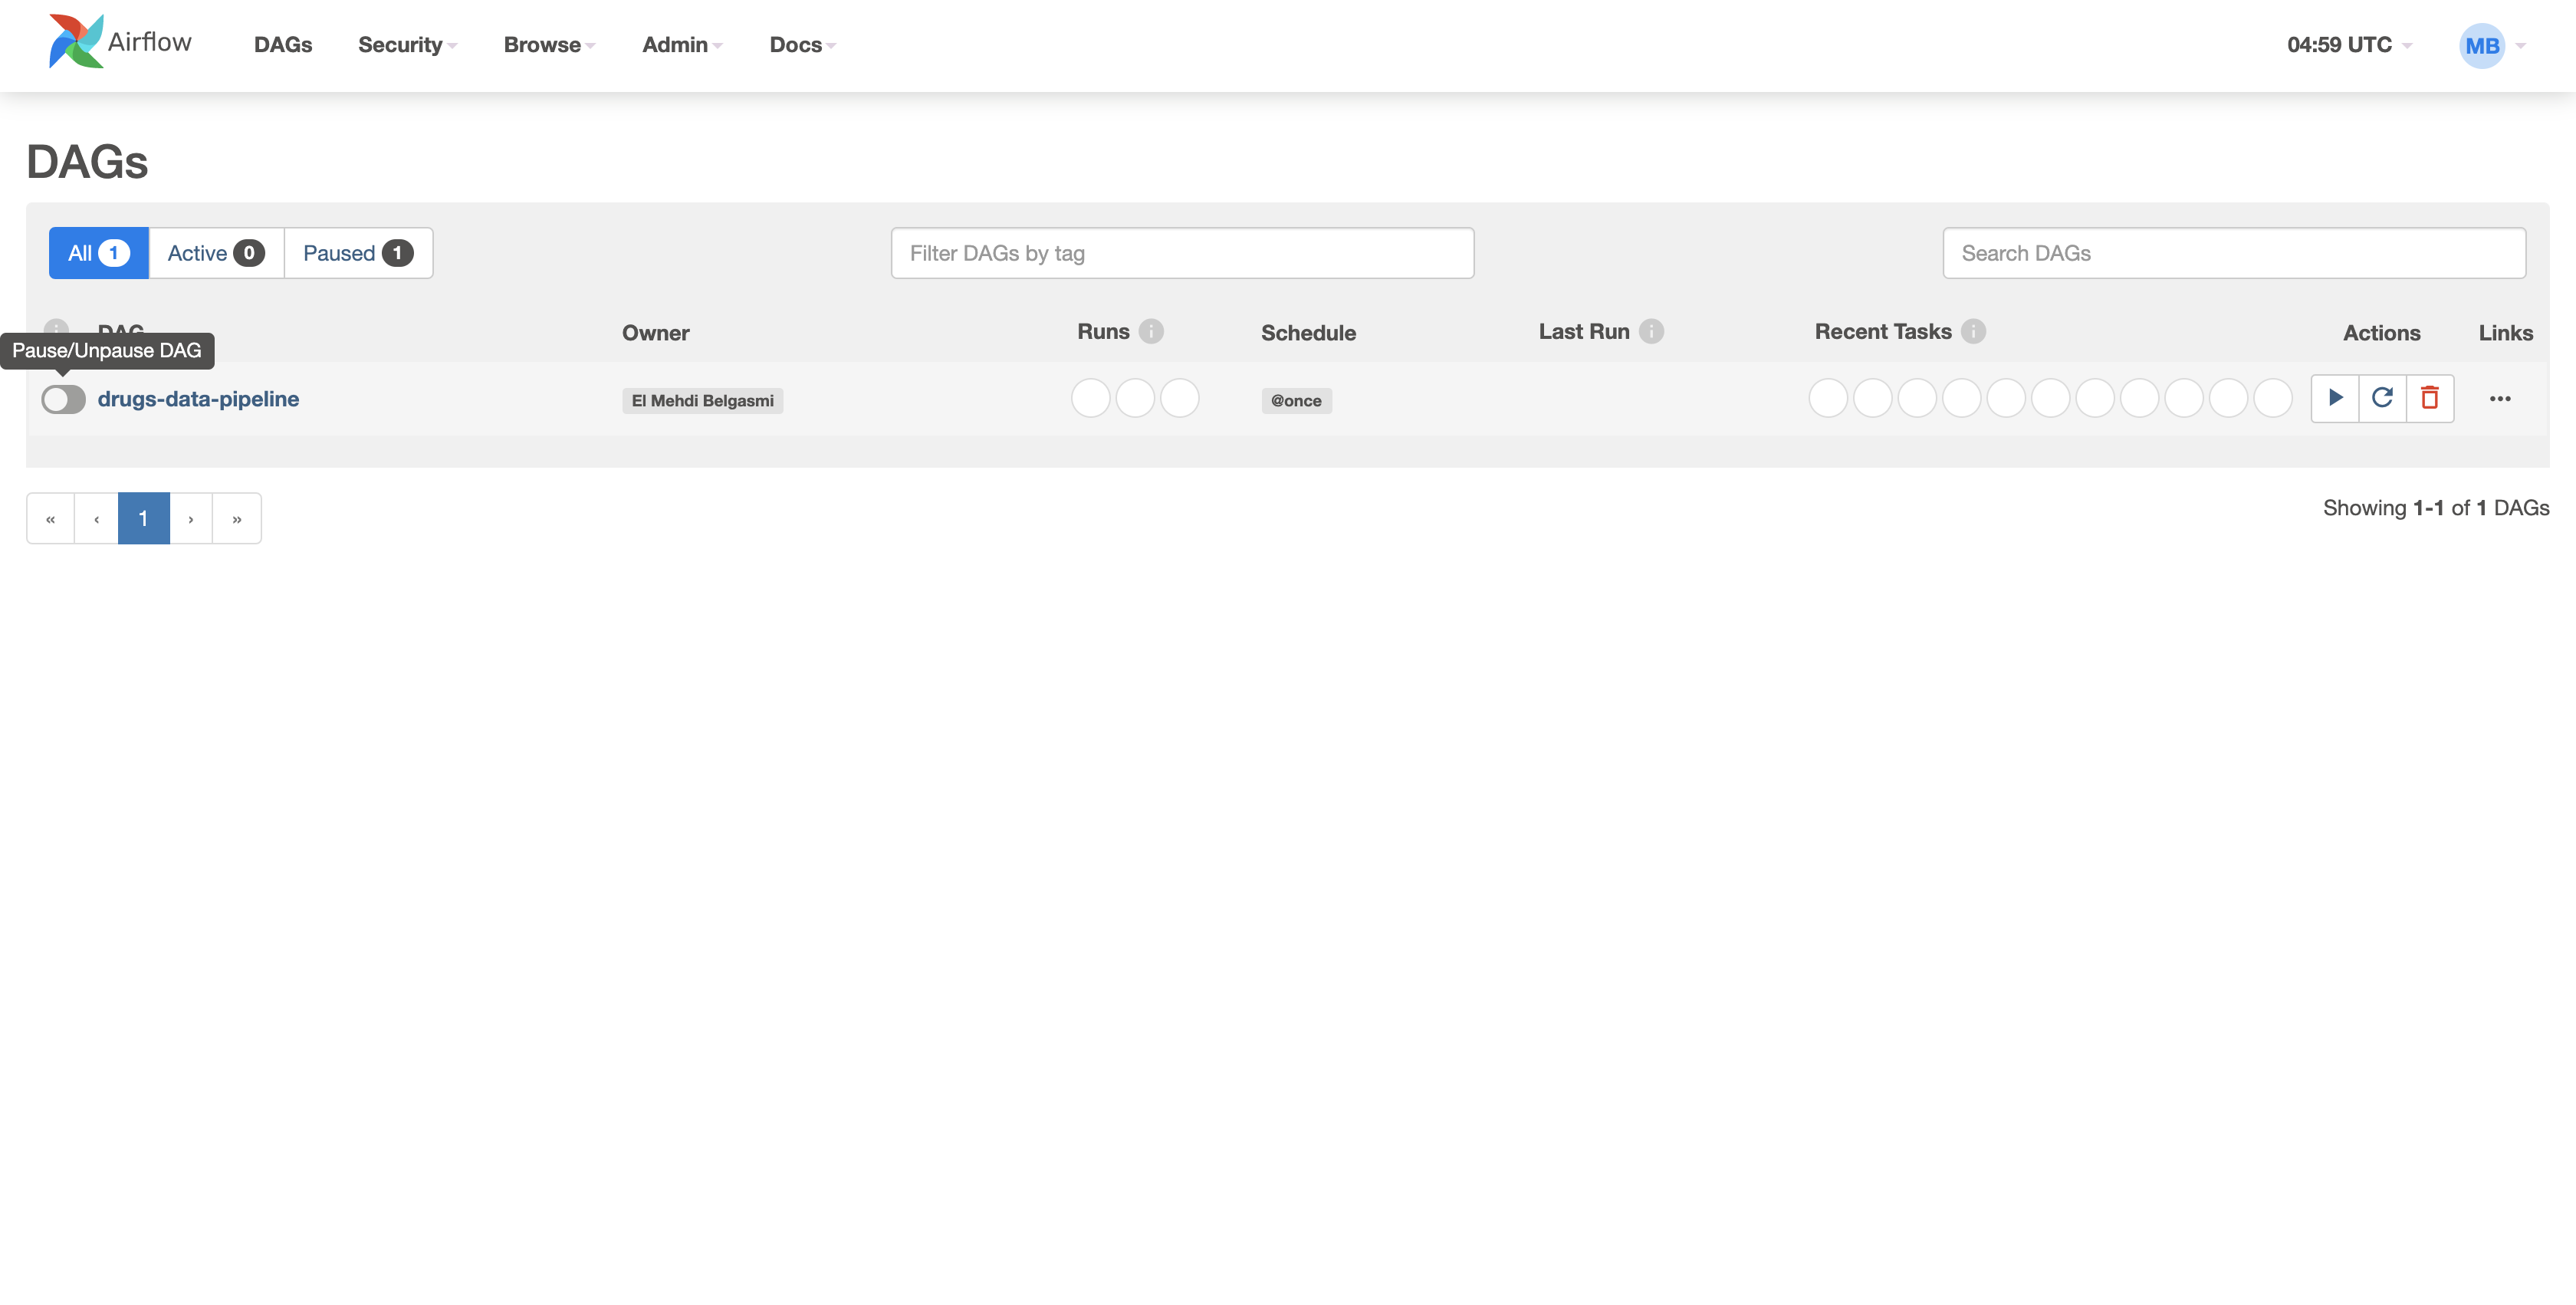 Airflow DAGs Security Browse Admin Docs 04:59 UTC MB
DAGs
All 1 Active 0 Paused 1 Filter DAGs by tag Search DAGs
i DAG Owner Runs i Schedule Last Run i Recent Tasks i Actions Links
Pause/Unpause DAG
drugs-data-pipeline El Mehdi Belgasmi @once
« ‹ 1 › » Showing 1-1 of 1 DAGs